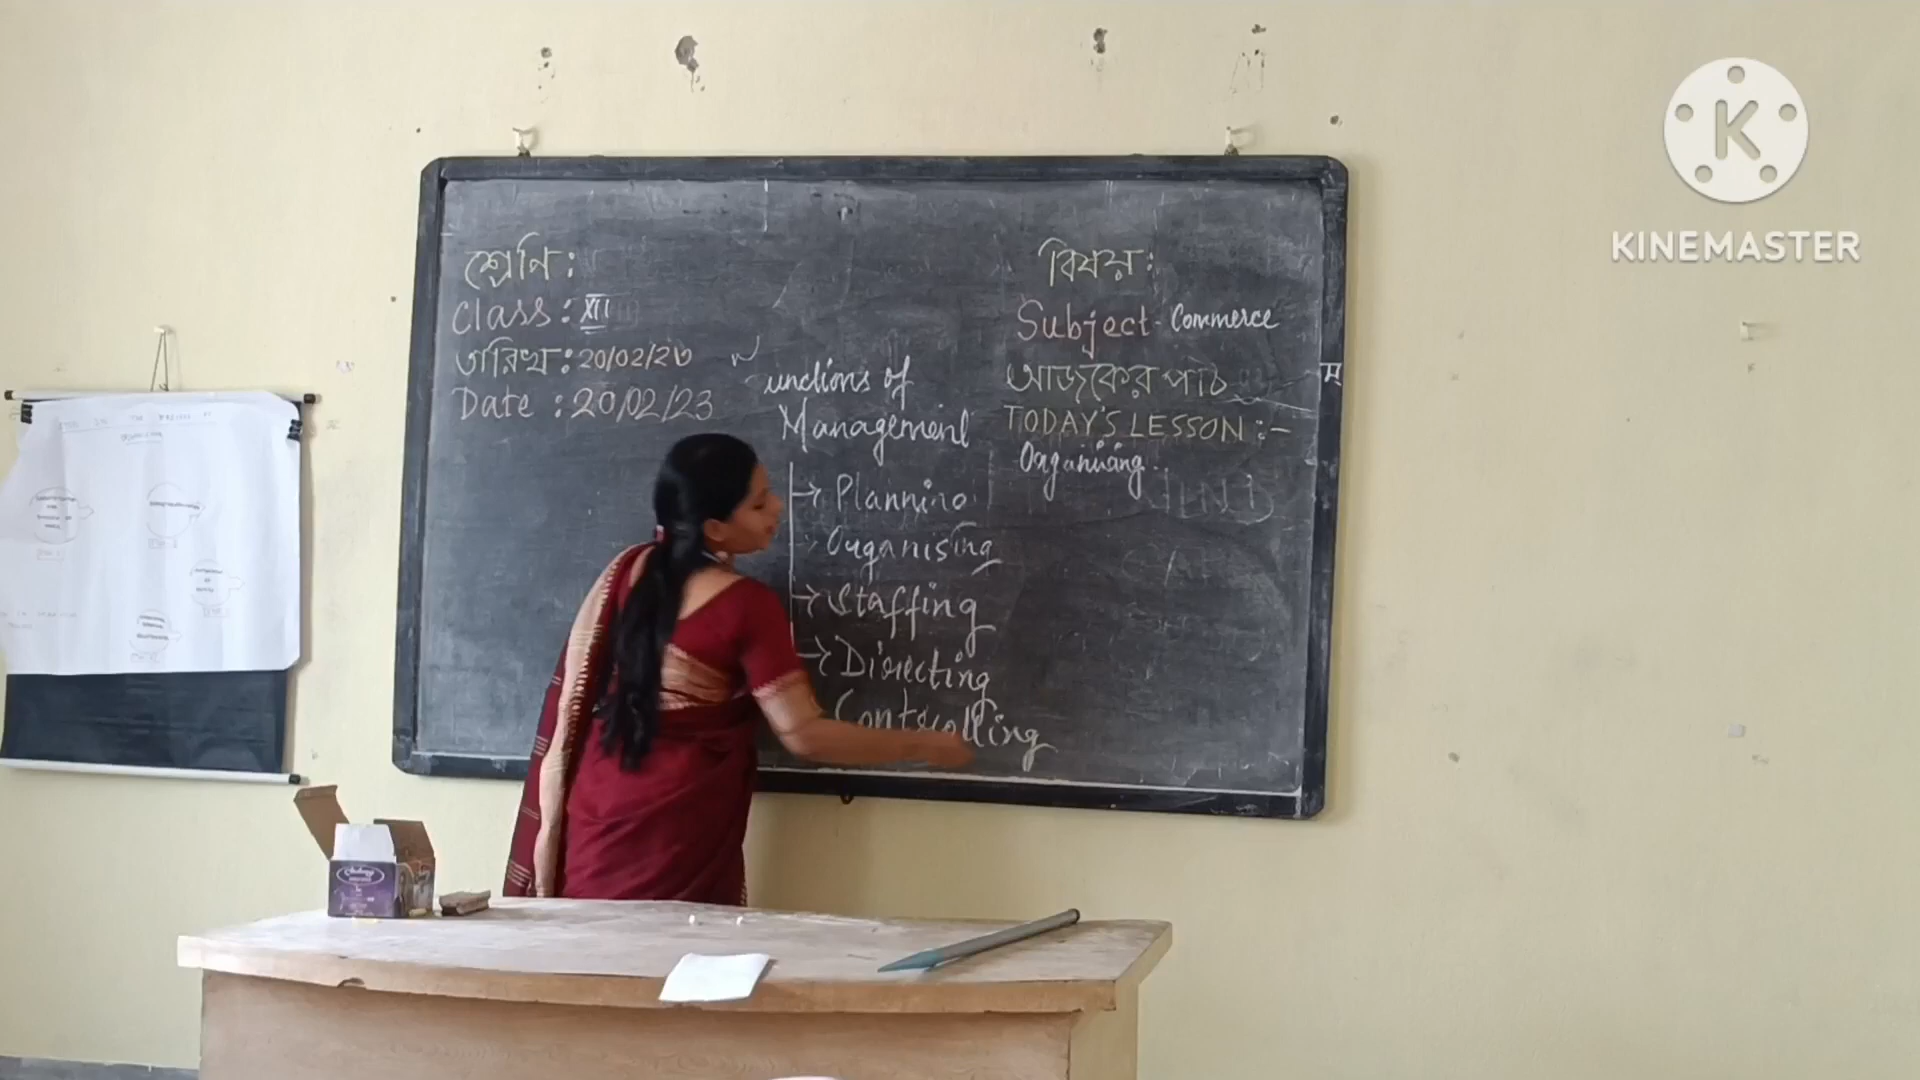 শ্রেণি:
Class: XII
তারিখ: 20/02/23
Date : 20/02/23
unctions of
Management
→ Planning
Organising
→ Staffing
→ Directing
Controlling
বিষয়:
Subject- Commerce
আজকের পাঠ
TODAY'S LESSON :-
Organising.
K
KINEMASTER